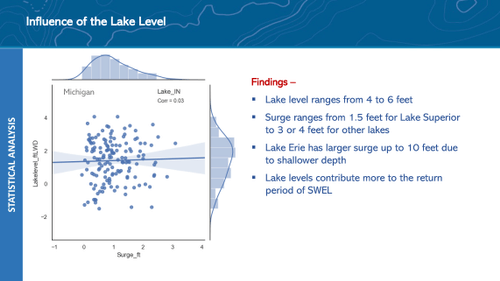 Influence of the Lake Level
STATISTICAL ANALYSIS
Michigan
Lake_IN
Corr = 0.03
Lakelevel_ftLWD
4
2
0
−2
−1 0 1 2 3 4
Surge_ft
Findings –
Lake level ranges from 4 to 6 feet
Surge ranges from 1.5 feet for Lake Superior
to 3 or 4 feet for other lakes
Lake Erie has larger surge up to 10 feet due
to shallower depth
Lake levels contribute more to the return
period of SWEL